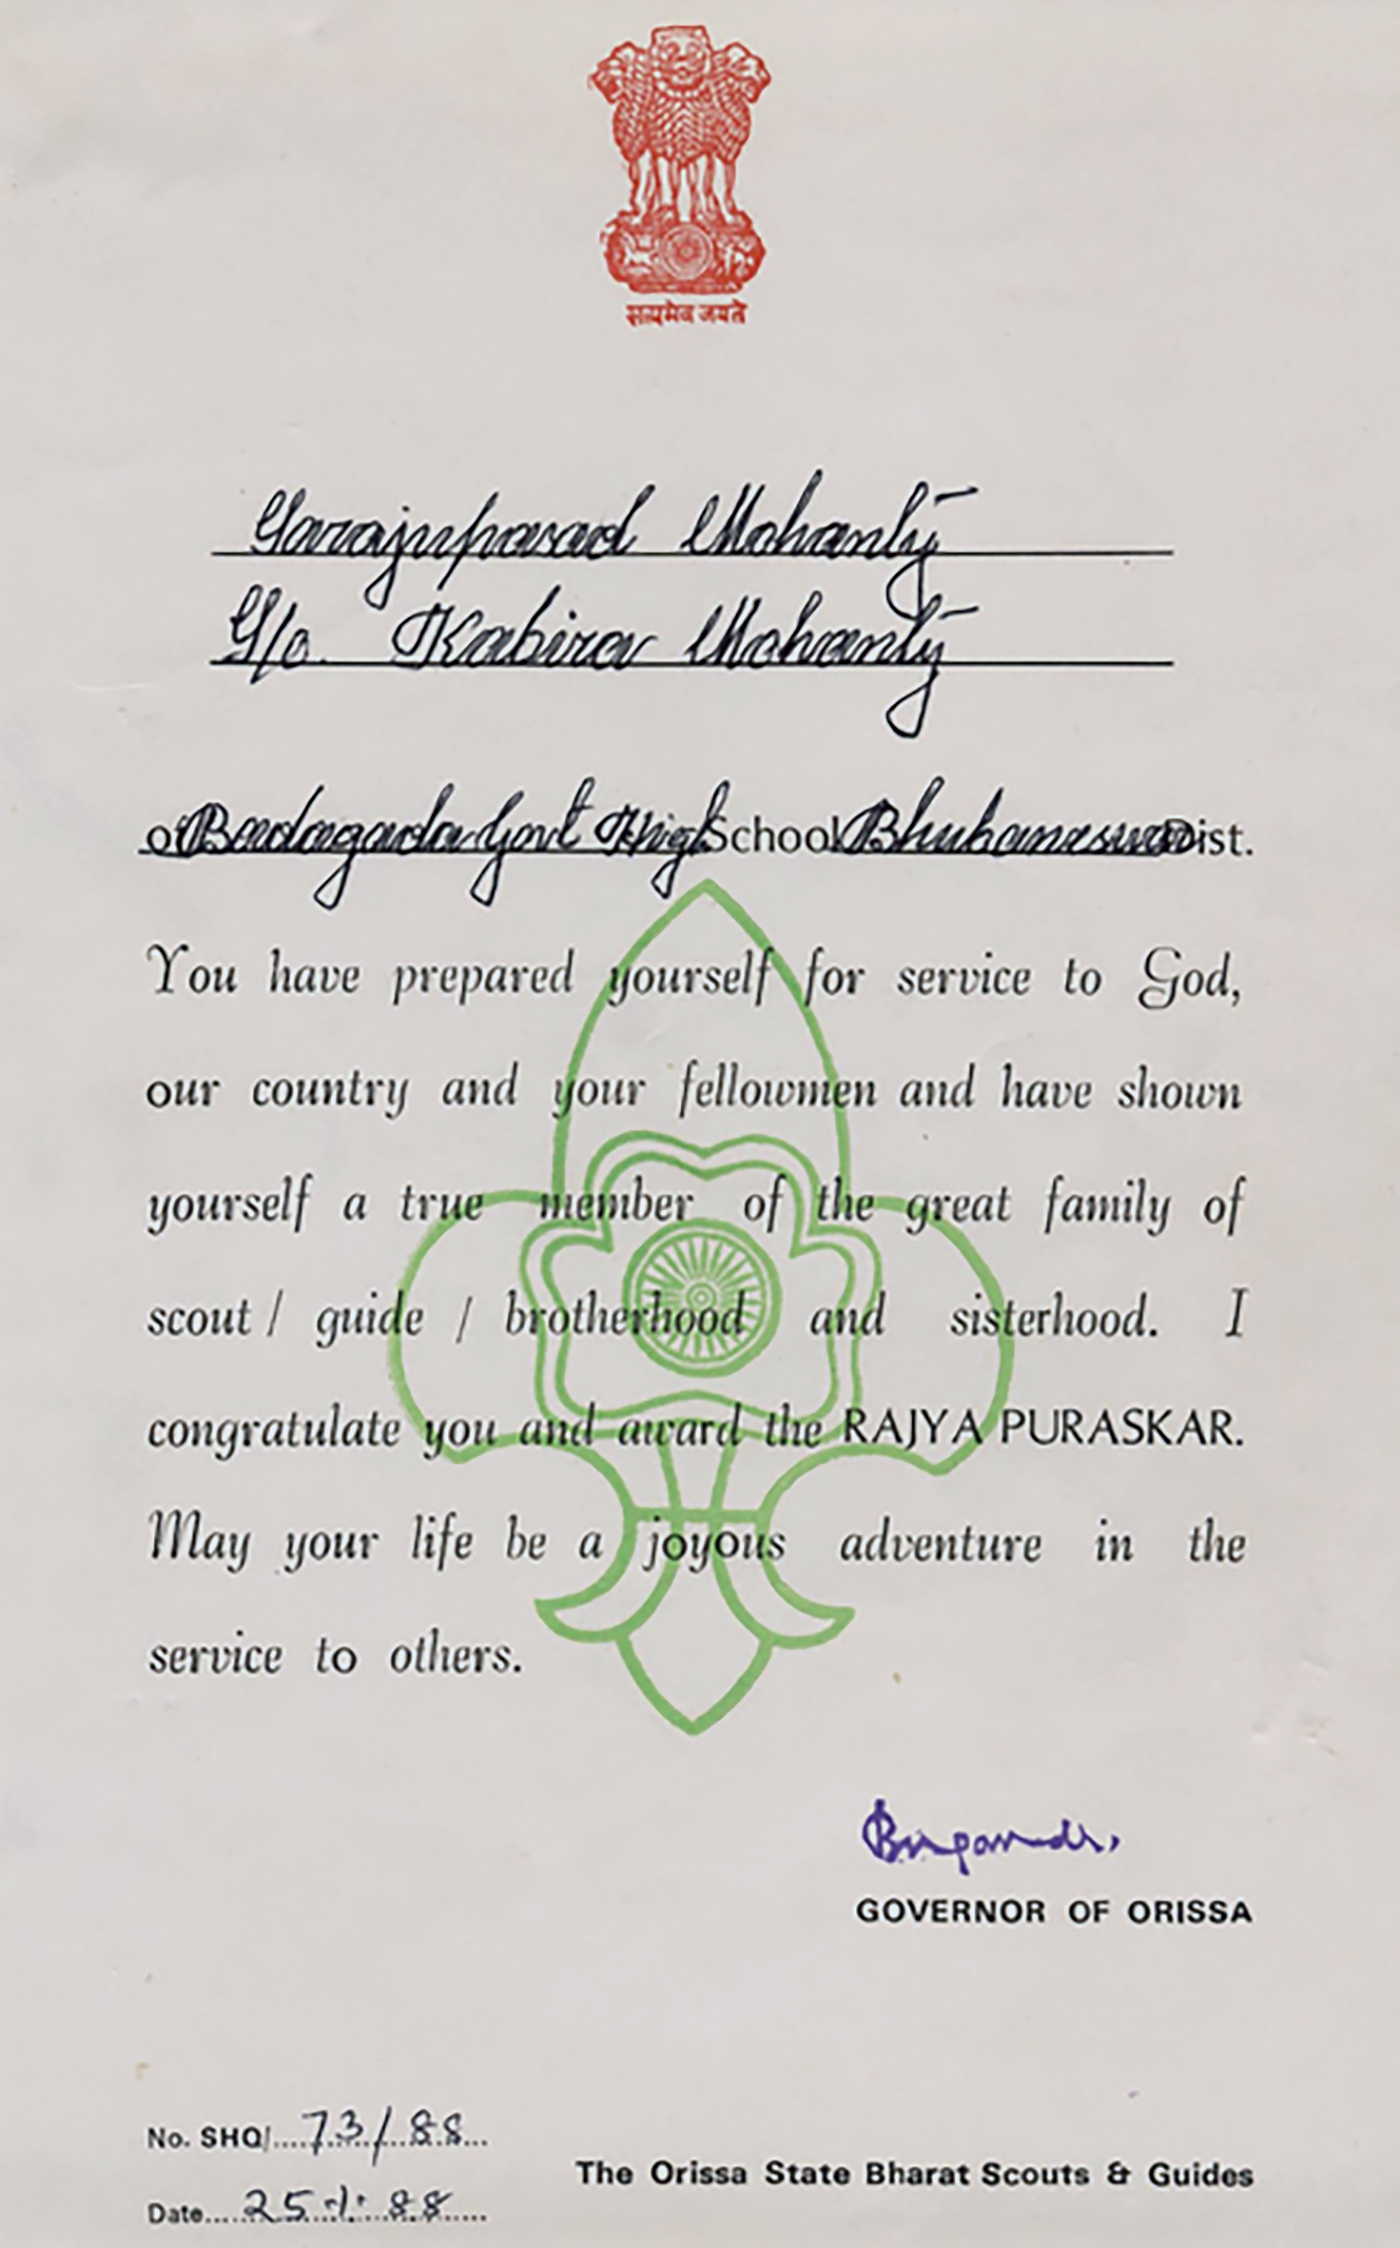 सत्यमेव जयते
Sarajuprasad Mohanty
S/o. Kabira Mohanty
of Badagada Govt High School Bhubaneswar Dist.
You have prepared yourself for service to God,
our country and your fellowmen and have shown
yourself a true member of the great family of
scout / guide / brotherhood and sisterhood. I
congratulate you and award the RAJYA PURASKAR.
May your life be a joyous adventure in the
service to others.
GOVERNOR OF ORISSA
No. SHQ/....73/88...
The Orissa State Bharat Scouts & Guides
Date....25.1.88....